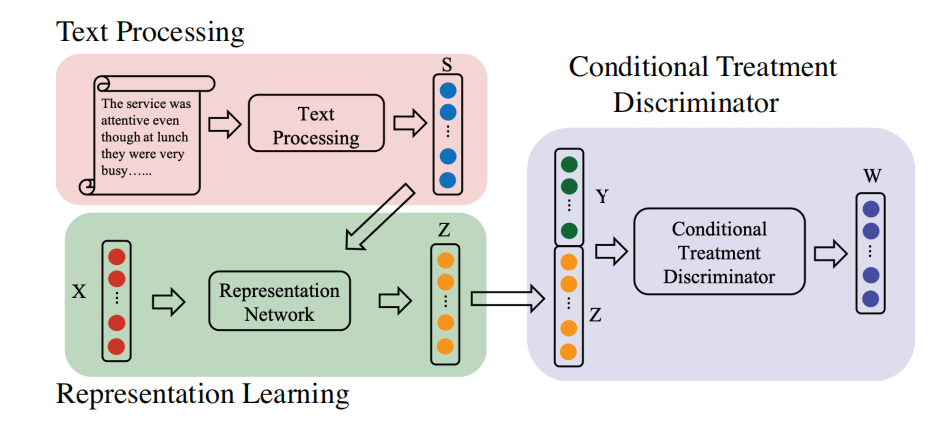 Text Processing
The service was
attentive even
though at lunch
they were very
busy…...
Text
Processing
S
Conditional Treatment
Discriminator
X
Representation
Network
Z
Y
Z
Conditional
Treatment
Discriminator
W
Representation Learning